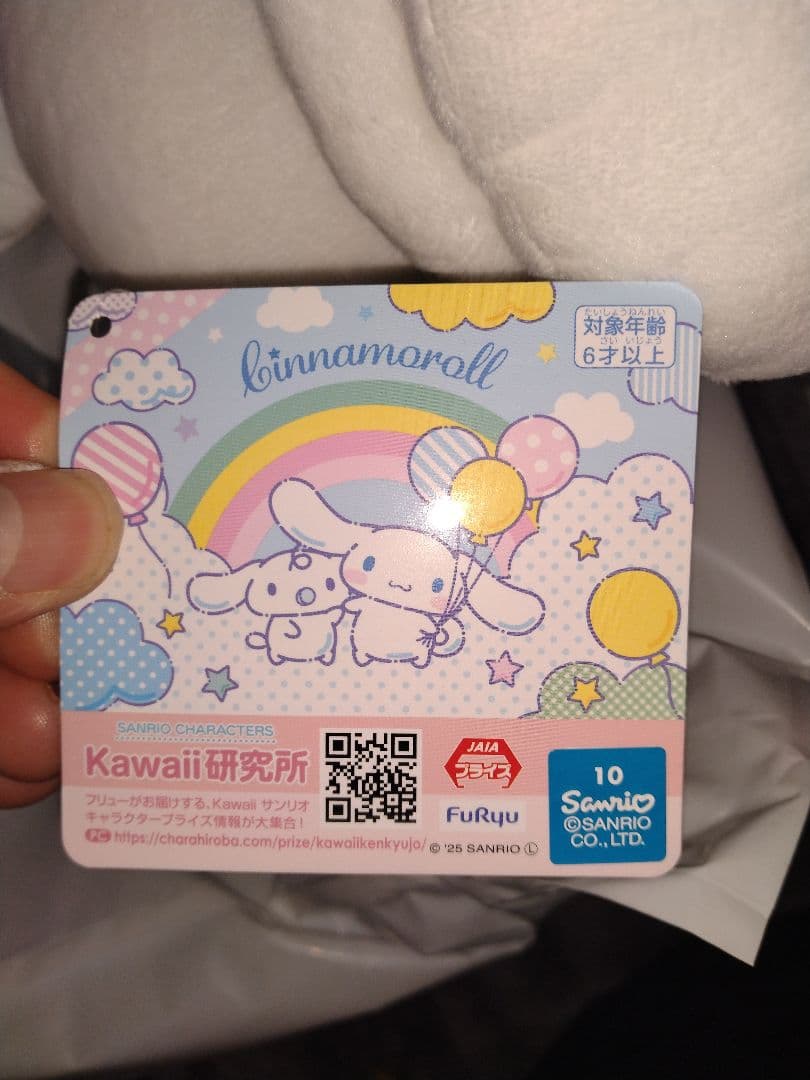 Cinnamoroll
たいしょうねんれい
対象年齢
さい いじょう
6才以上
SANRIO CHARACTERS
Kawaii研究所
フリューがお届けする、Kawaii サンリオ
キャラクタープライズ情報が大集合!
PC https://charahiroba.com/prize/kawaiikenkyujo/
JAIA
プライズ
FuRyu
© '25 SANRIO Ⓛ
10
Sanrio
©SANRIO
CO., LTD.